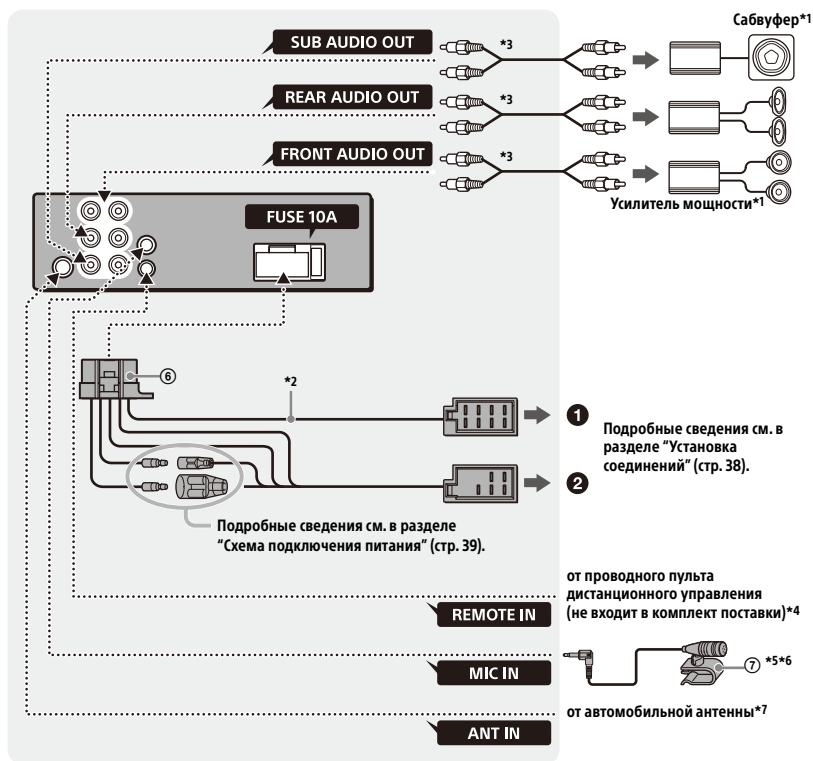 Сабвуфер*1
SUB AUDIO OUT
*3
REAR AUDIO OUT
*3
FRONT AUDIO OUT
*3
Усилитель мощности*1
FUSE 10A
⑥
*2
❶
Подробные сведения см. в
разделе “Установка
соединений” (стр. 38).
❷
Подробные сведения см. в разделе
“Схема подключения питания” (стр. 39).
от проводного пульта
дистанционного управления
(не входит в комплект поставки)*4
REMOTE IN
MIC IN
⑦ *5*6
от автомобильной антенны*7
ANT IN